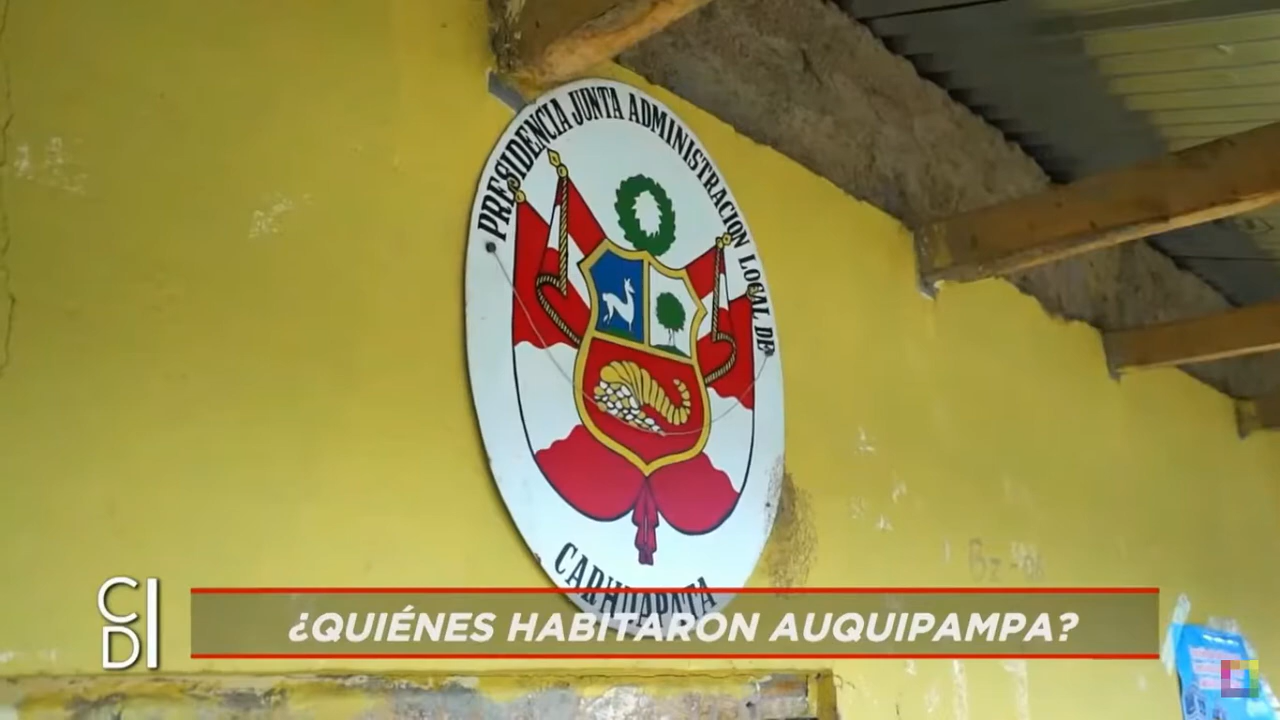 PRESIDENCIA JUNTA ADMINISTRACION LOCAL DE
CARHUAPATA
CDI
¿QUIÉNES HABITARON AUQUIPAMPA?